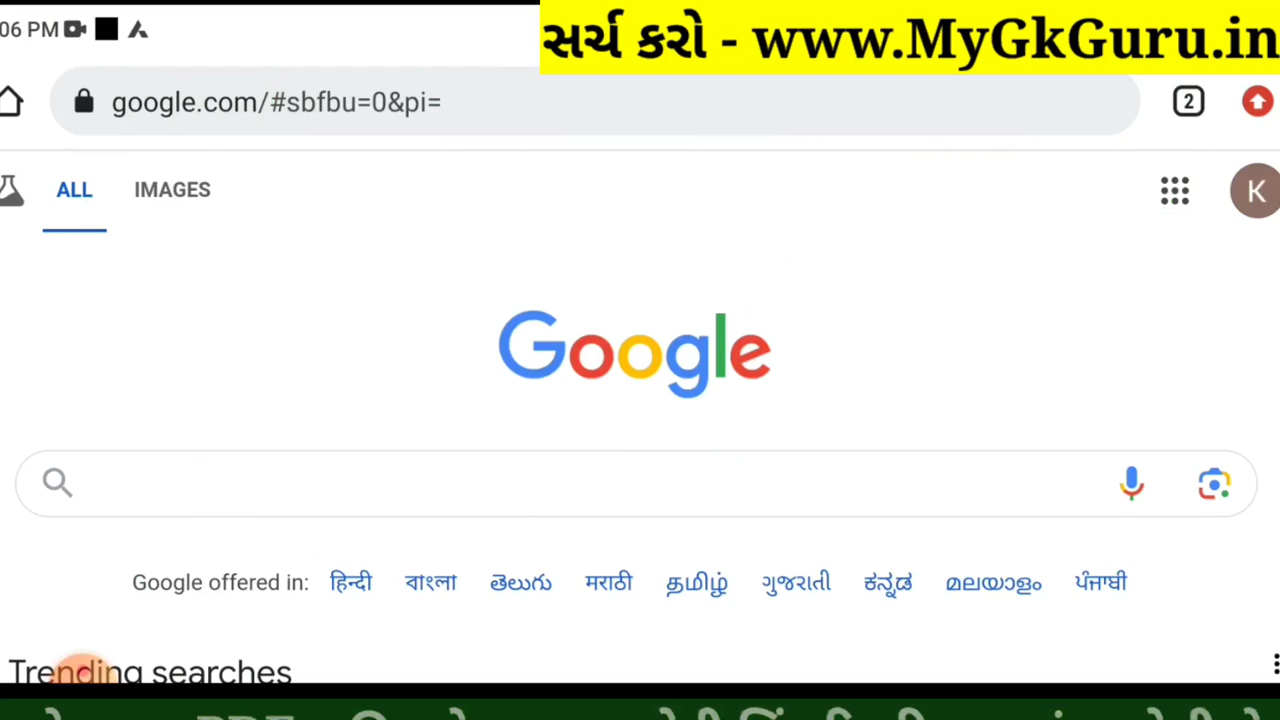 સર્ચ કરો - www.MyGkGuru.in
06 PM
google.com/#sbfbu=0&pi=
2
ALL IMAGES
K
Google
Google offered in: हिन्दी বাংলা తెలుగు मराठी தமிழ் ગુજરાતી ಕನ್ನಡ മലയാളം ਪੰਜਾਬੀ
Trending searches
PDF